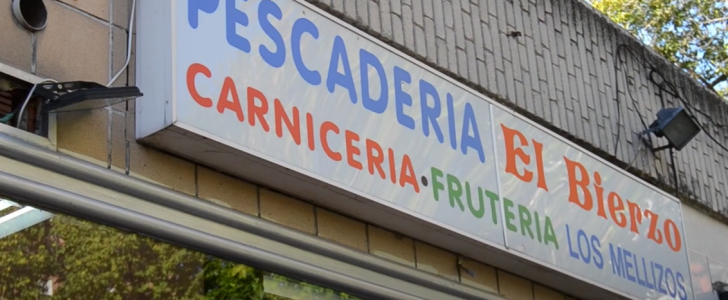 PESCADERIA El Bierzo
CARNICERIA·FRUTERIA LOS MELLIZOS